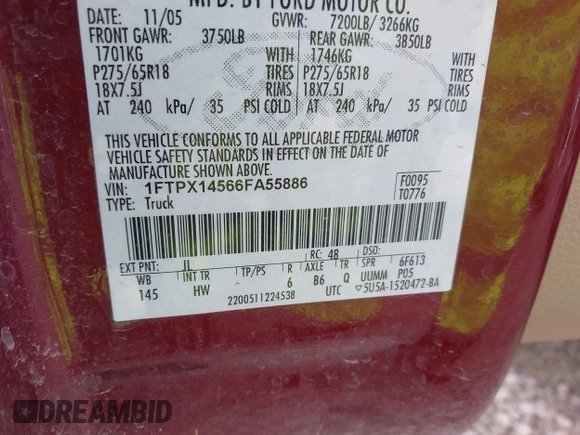 MFD. BY FORD MOTOR CO.
DATE: 11/05 GVWR: 7200LB/ 3266KG
FRONT GAWR: 3750LB REAR GAWR: 3850LB
1701KG 1746KG
P275/65R18 TIRES P275/65R18 TIRES
18X7.5J RIMS 18X7.5J RIMS
AT 240 kPa/ 35 PSI COLD AT 240 kPa/ 35 PSI COLD
THIS VEHICLE CONFORMS TO ALL APPLICABLE FEDERAL MOTOR
VEHICLE SAFETY STANDARDS IN EFFECT ON THE DATE OF
MANUFACTURE SHOWN ABOVE.
VIN: 1FTPX14566FA55886 F0095
TYPE: Truck T0776
EXT PNT: JL RC: 48 DSO:
WB INT TR TP/PS R AXLE TR SPR 6F613
145 HW - 6 B6 Q UUMM P05
2200511224538 UTC ▽5U5A-1520472-BA
DREAMBID